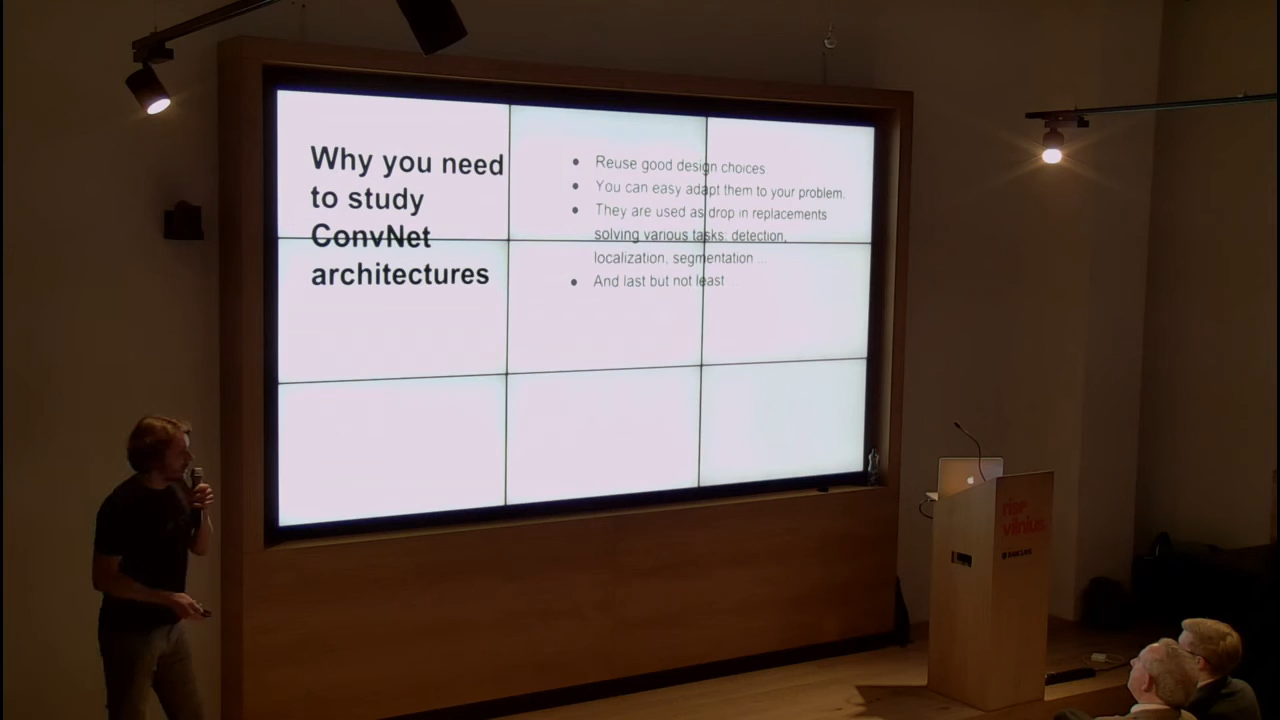 Why you need
to study
ConvNet
architectures
● Reuse good design choices
● You can easy adapt them to your problem.
● They are used as drop in replacements
solving various tasks: detection,
localization, segmentation ...
● And last but not least
rise
vilnius
BARCLAYS